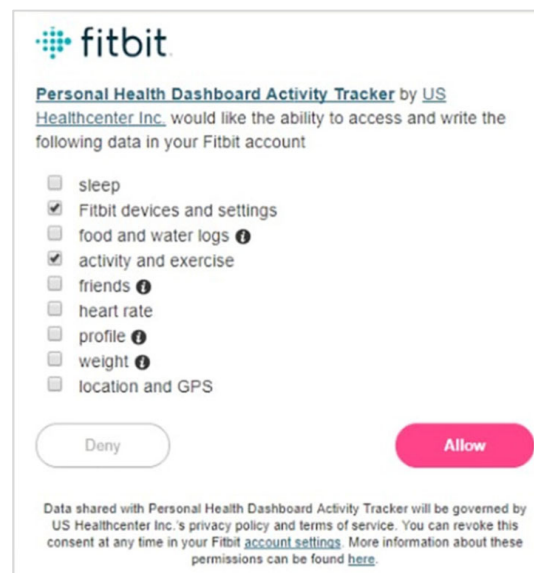 fitbit
Personal Health Dashboard Activity Tracker by US
Healthcenter Inc. would like the ability to access and write the
following data in your Fitbit account
sleep
Fitbit devices and settings
food and water logs
activity and exercise
friends
heart rate
profile
weight
location and GPS
Deny
Allow
Data shared with Personal Health Dashboard Activity Tracker will be governed by
US Healthcenter Inc.'s privacy policy and terms of service. You can revoke this
consent at any time in your Fitbit account settings. More information about these
permissions can be found here.